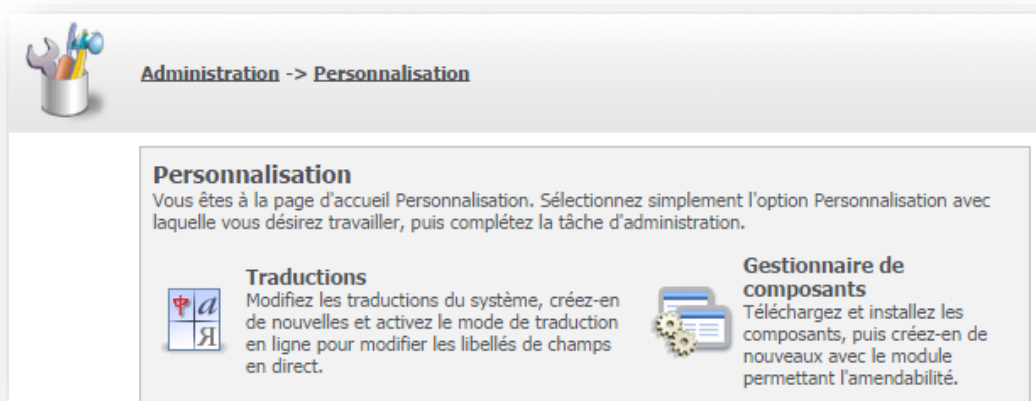 Administration -> Personnalisation
Personnalisation
Vous êtes à la page d'accueil Personnalisation. Sélectionnez simplement l'option Personnalisation avec
laquelle vous désirez travailler, puis complétez la tâche d'administration.
Traductions
Modifiez les traductions du système, créez-en
de nouvelles et activez le mode de traduction
en ligne pour modifier les libellés de champs
en direct.
Gestionnaire de
composants
Téléchargez et installez les
composants, puis créez-en de
nouveaux avec le module
permettant l'amendabilité.